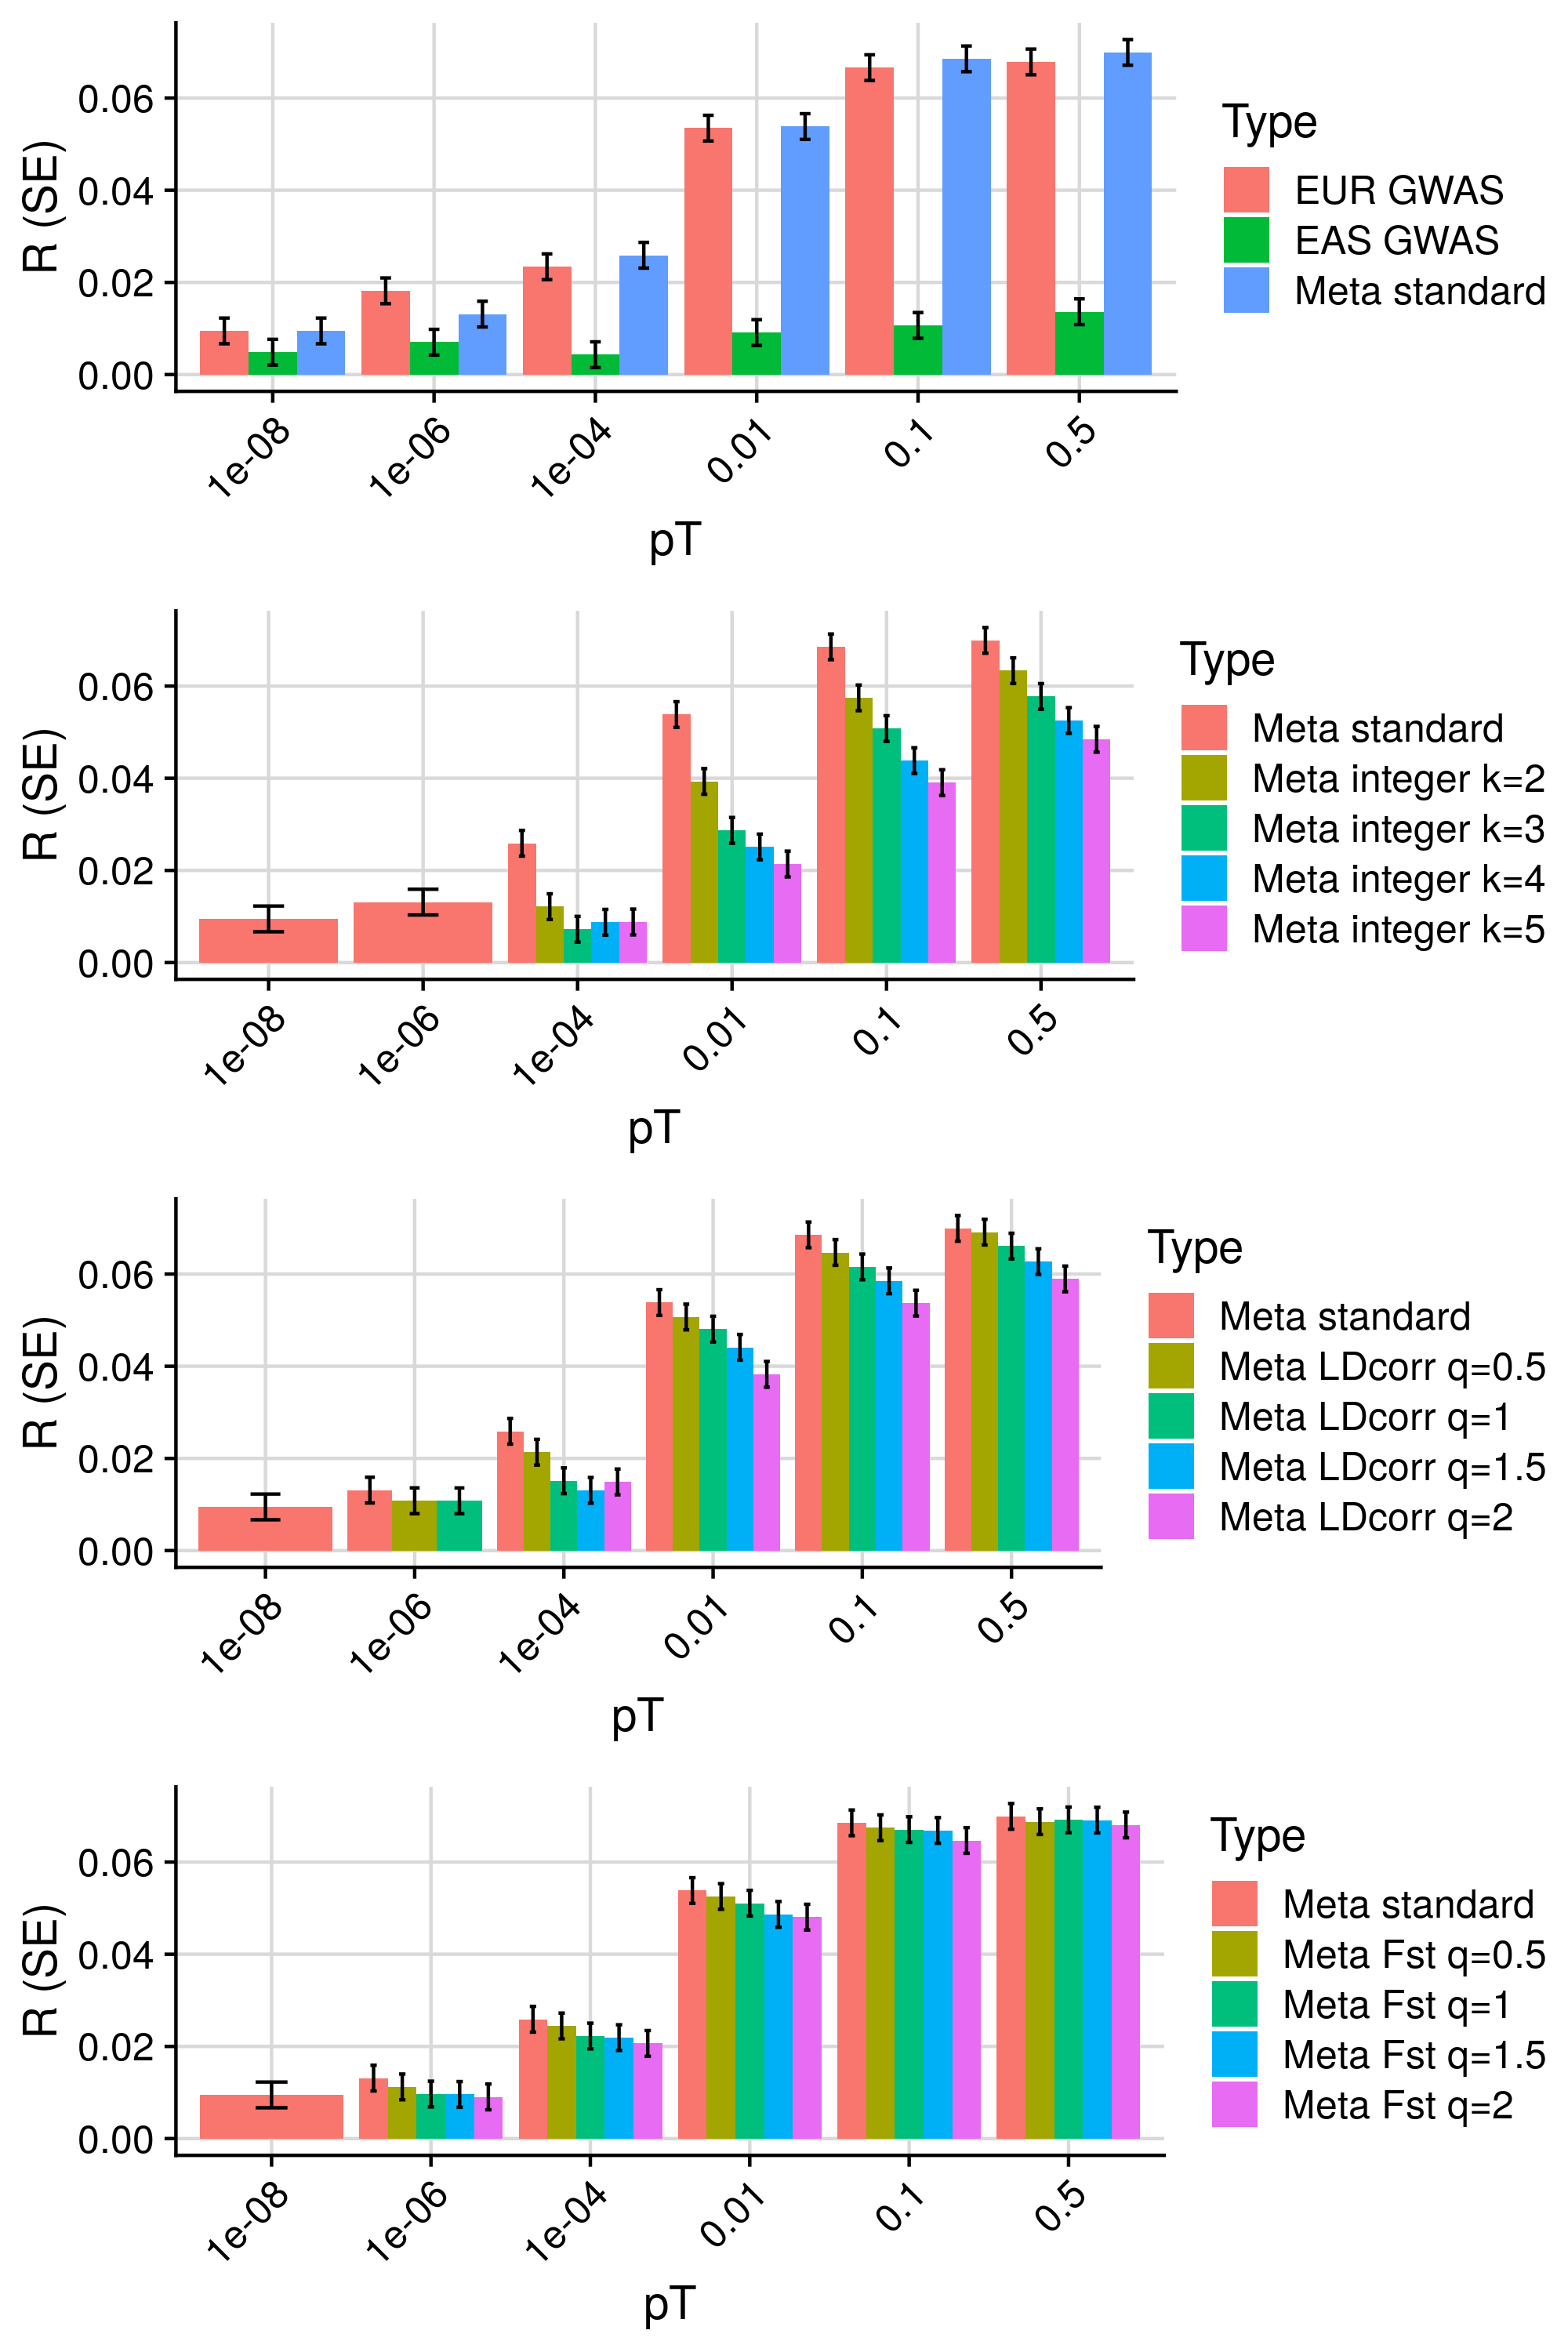 R (SE)
0.06
0.04
0.02
0.00
1e-08
1e-06
1e-04
0.01
0.1
0.5
pT
Type
EUR GWAS
EAS GWAS
Meta standard
R (SE)
0.06
0.04
0.02
0.00
1e-08
1e-06
1e-04
0.01
0.1
0.5
pT
Type
Meta standard
Meta integer k=2
Meta integer k=3
Meta integer k=4
Meta integer k=5
R (SE)
0.06
0.04
0.02
0.00
1e-08
1e-06
1e-04
0.01
0.1
0.5
pT
Type
Meta standard
Meta LDcorr q=0.5
Meta LDcorr q=1
Meta LDcorr q=1.5
Meta LDcorr q=2
R (SE)
0.06
0.04
0.02
0.00
1e-08
1e-06
1e-04
0.01
0.1
0.5
pT
Type
Meta standard
Meta Fst q=0.5
Meta Fst q=1
Meta Fst q=1.5
Meta Fst q=2